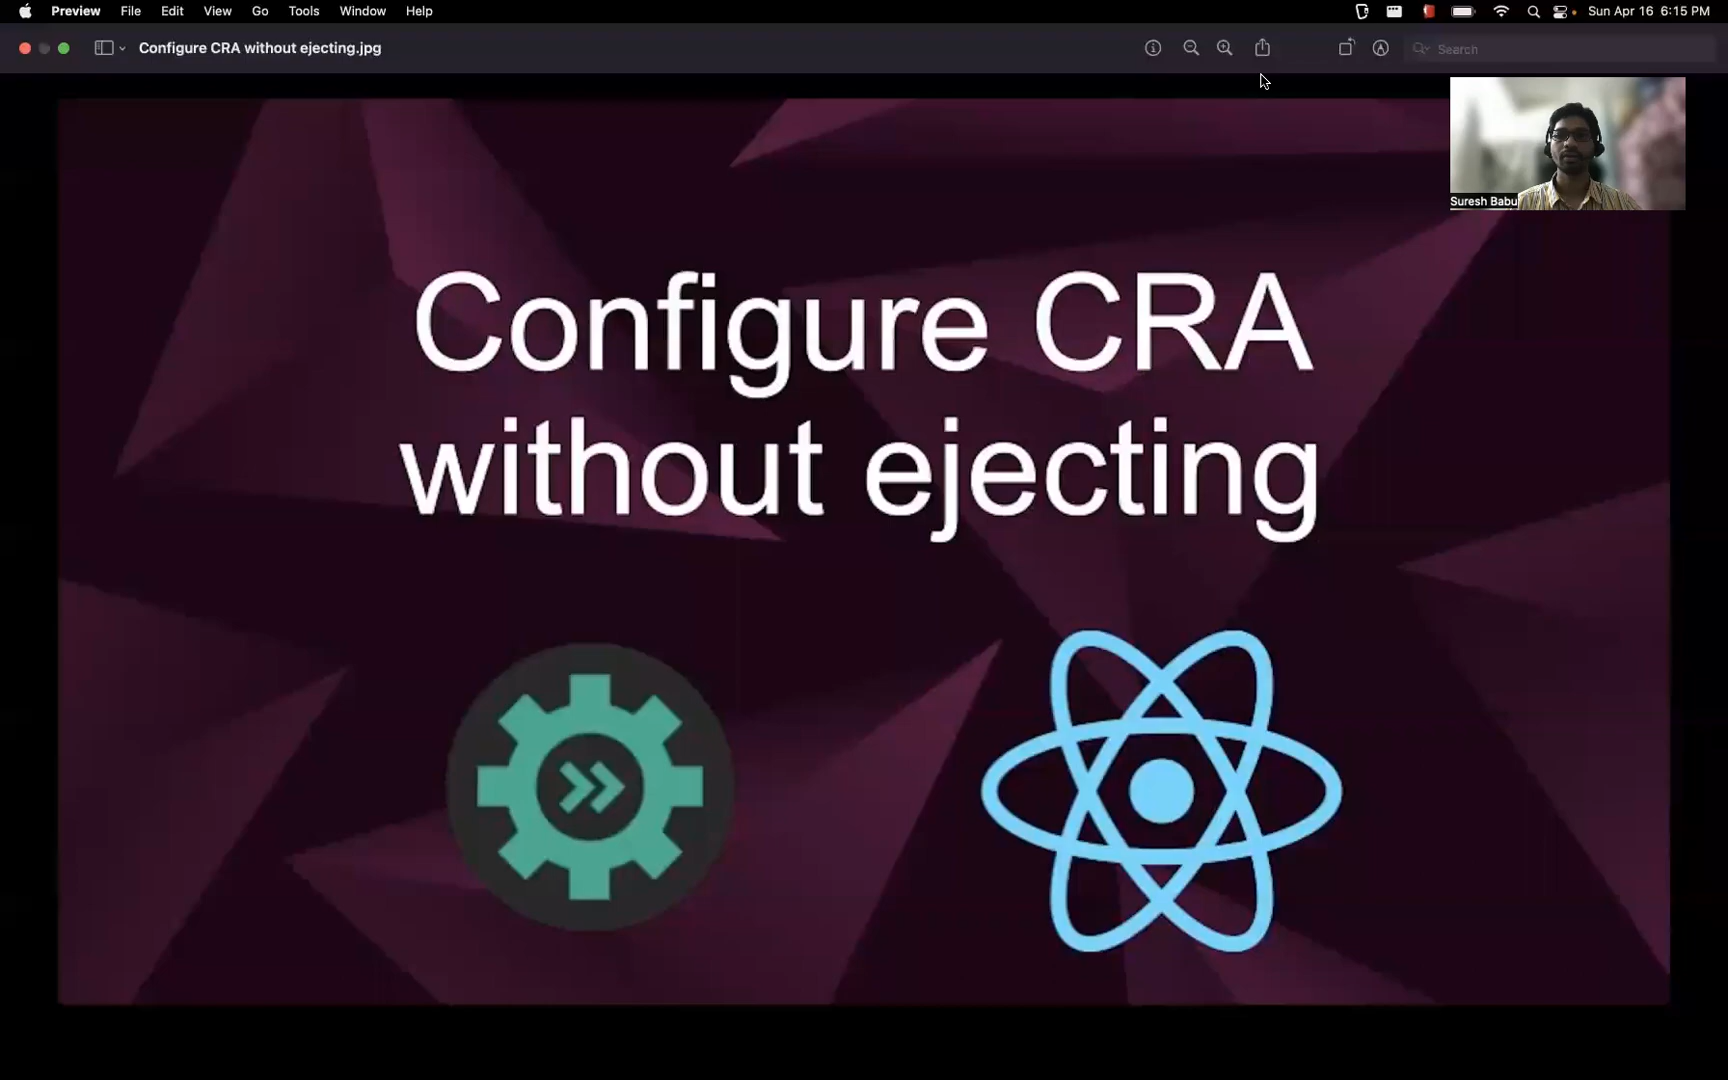 Preview File Edit View Go Tools Window Help Sun Apr 16 6:15 PM
Configure CRA without ejecting.jpg Search
Suresh Babu
Configure CRA
without ejecting